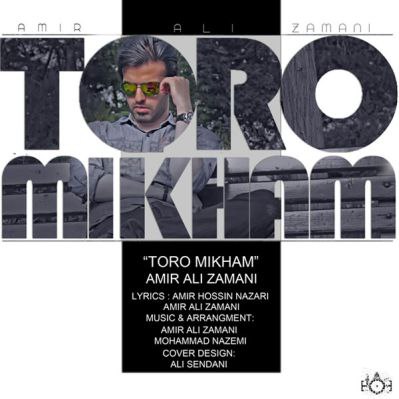 AMIR ALI ZAMANI
TORO
MIKHAM
“TORO MIKHAM”
AMIR ALI ZAMANI
LYRICS : AMIR HOSSIN NAZARI
AMIR ALI ZAMANI
MUSIC & ARRANGMENT:
AMIR ALI ZAMANI
MOHAMMAD NAZEMI
COVER DESIGN:
ALI SENDANI